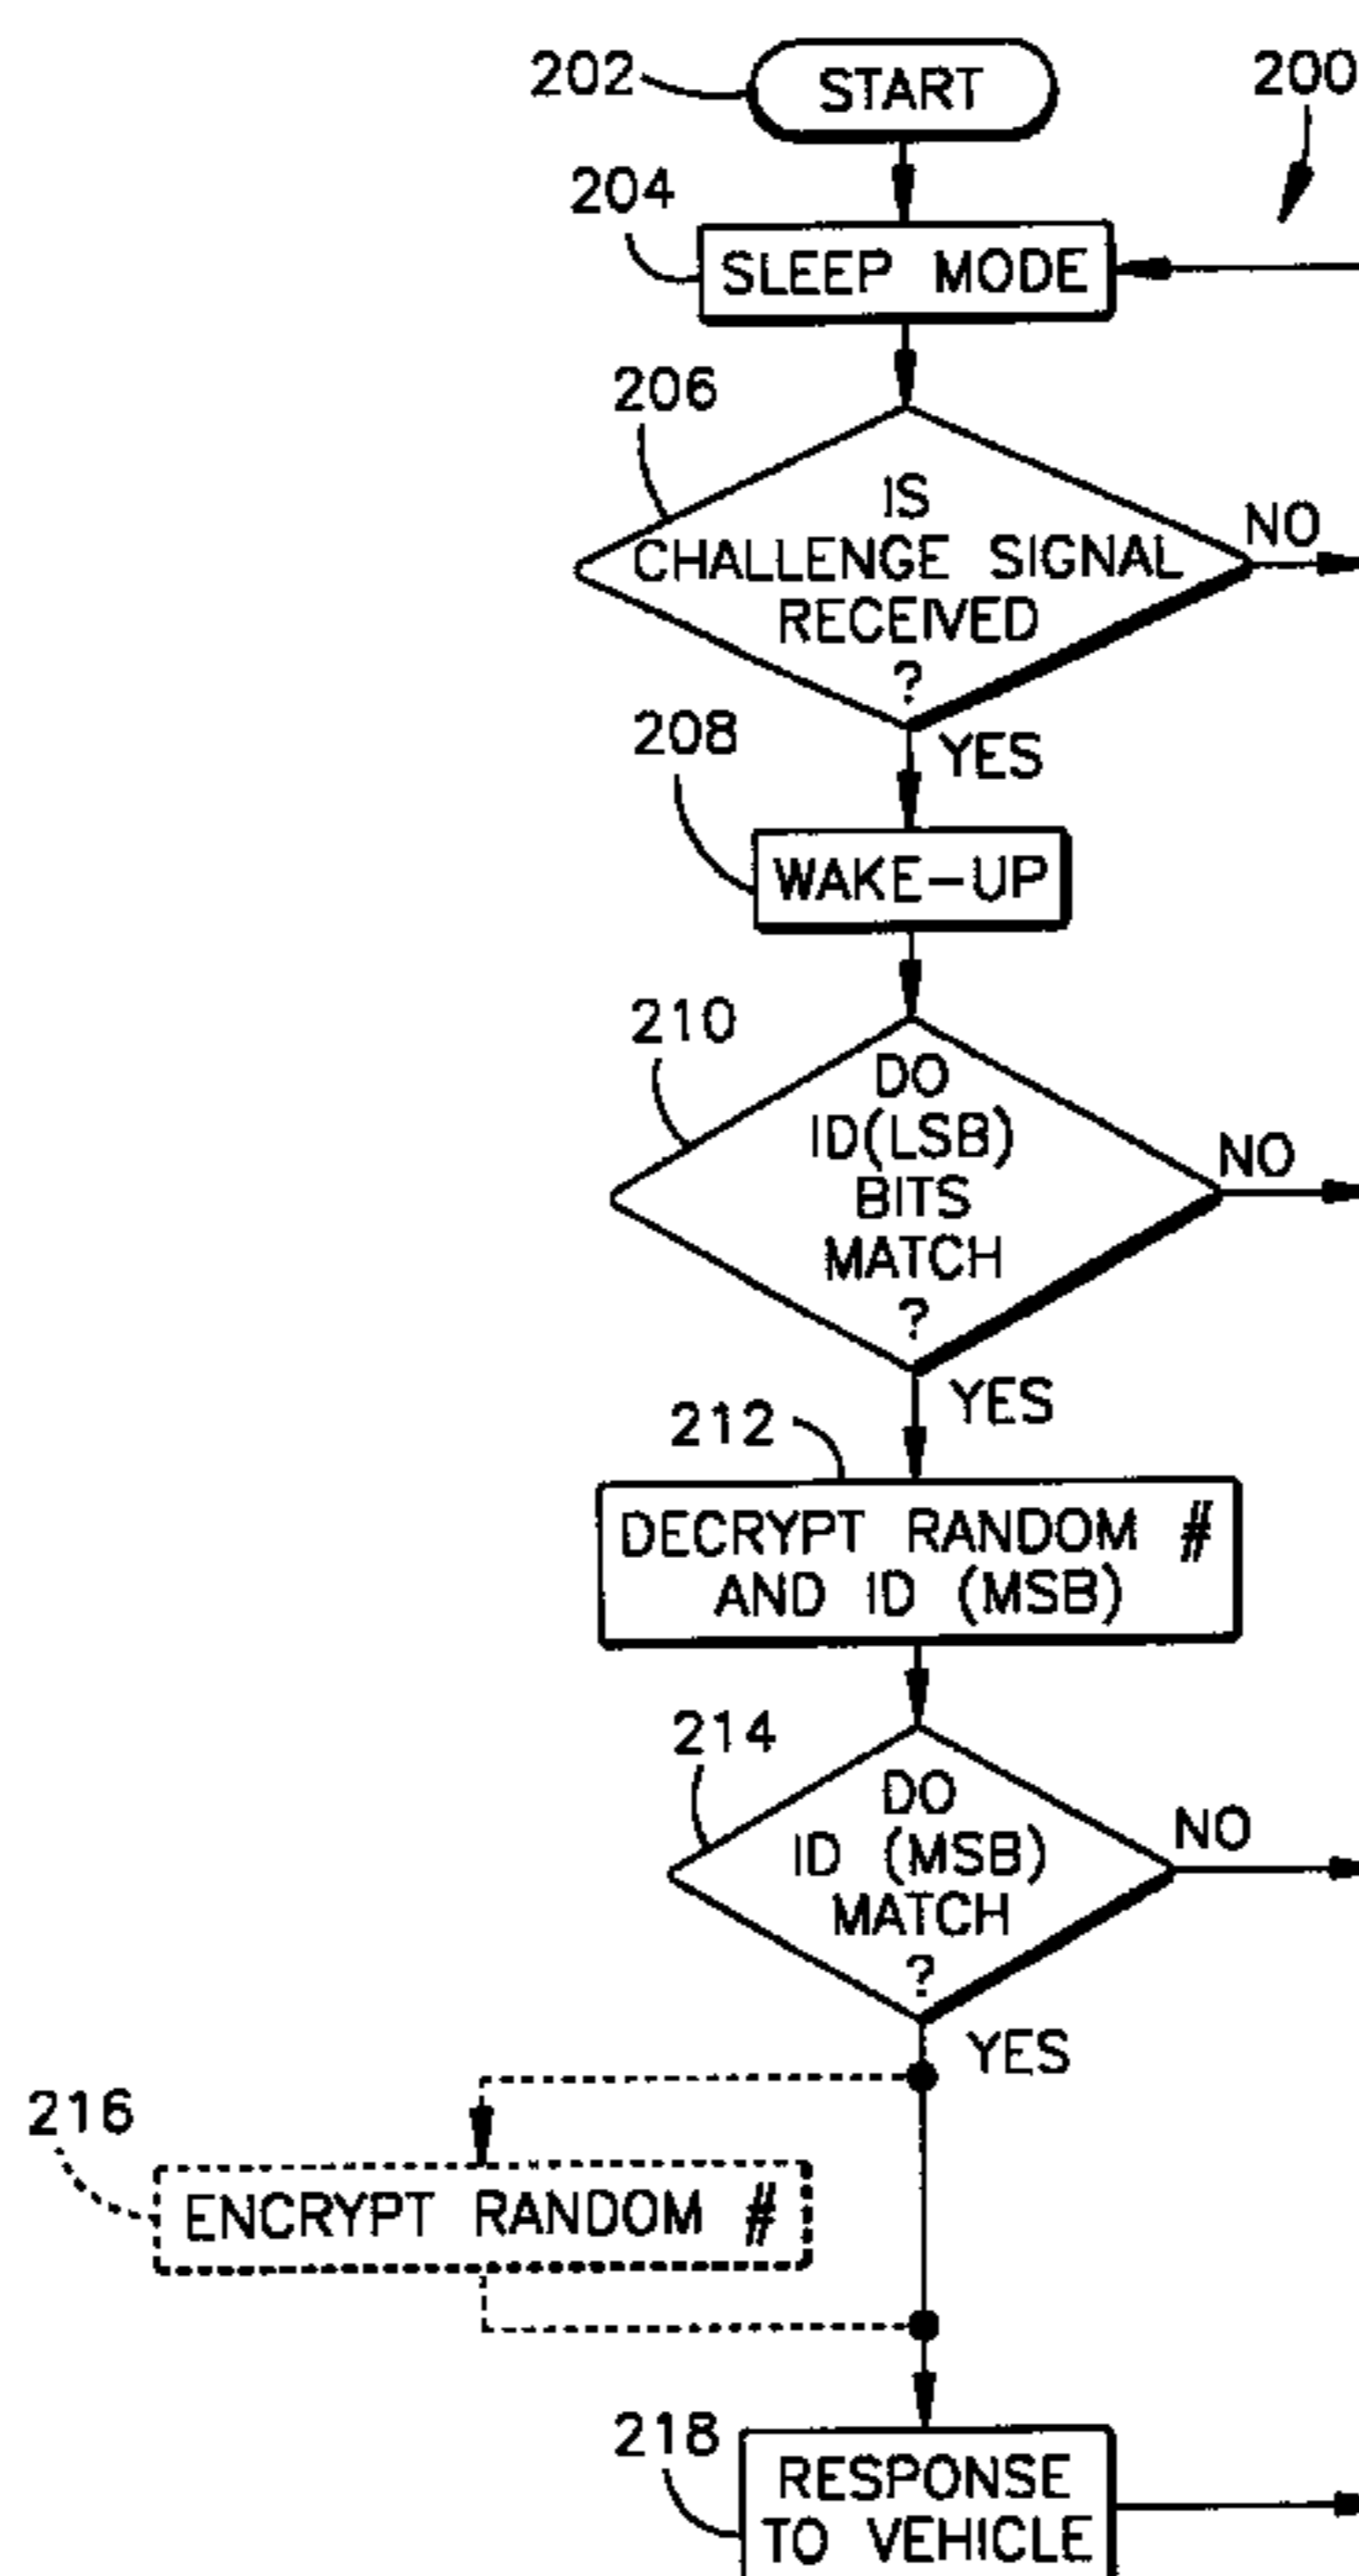 202
START
200
204
SLEEP MODE
206
IS
CHALLENGE SIGNAL
RECEIVED
?
NO
YES
208
WAKE-UP
210
DO
ID(LSB)
BITS
MATCH
?
NO
YES
212
DECRYPT RANDOM #
AND ID (MSB)
214
DO
ID (MSB)
MATCH
?
NO
YES
216
ENCRYPT RANDOM #
218
RESPONSE
TO VEHICLE